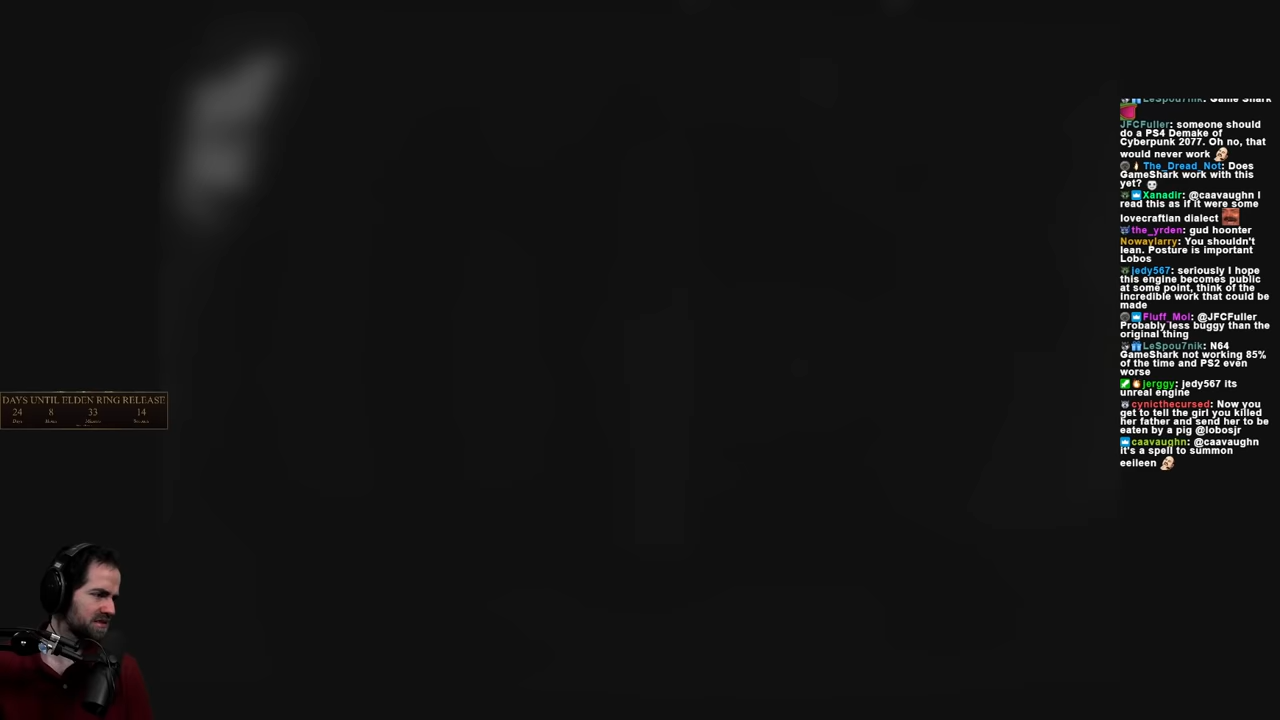 LeSpou7nik: Game Shark
JFCFuller: someone should
do a PS4 Demake of
Cyberpunk 2077. Oh no, that
would never work
The_Dread_Not: Does
GameShark work with this
yet?
Xanadir: @caavaughn I
read this as if it were some
lovecraftian dialect
the_yrden: gud hoonter
Nowaylarry: You shouldn't
lean. Posture is important
Lobos
jedy567: seriously I hope
this engine becomes public
at some point, think of the
incredible work that could be
made
Fluff_Moi: @JFCFuller
Probably less buggy than the
original thing
LeSpou7nik: N64
GameShark not working 85%
of the time and PS2 even
worse
jerggy: jedy567 its
unreal engine
DAYS UNTIL ELDEN RING RELEASE
24 8 33 14
Days
cynicthecursed: Now you
get to tell the girl you killed
her father and send her to be
eaten by a pig @lobosjr
caavaughn: @caavaughn
it's a spell to summon
eeileen